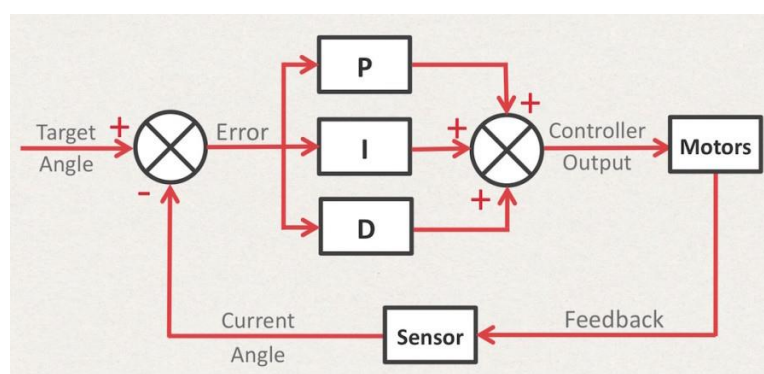 P
+
Target
Angle
+
Error
+
I
Controller
Output
Motors
-
+
D
Current
Angle
Sensor
Feedback